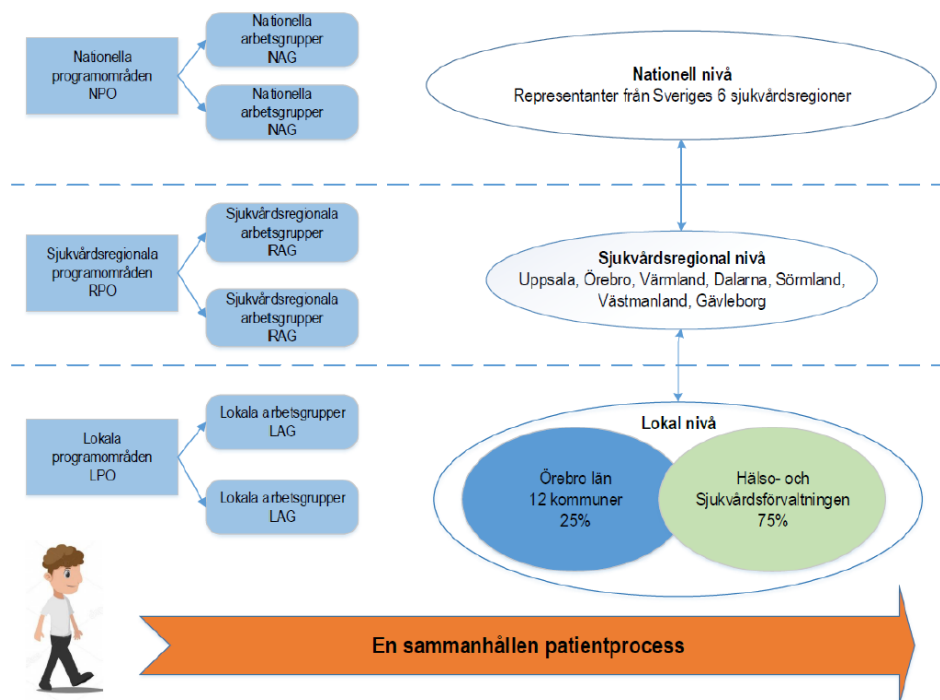 Nationella
programområden
NPO
Nationella
arbetsgrupper
NAG
Nationella
arbetsgrupper
NAG
Nationell nivå
Representanter från Sveriges 6 sjukvårdsregioner
Sjukvårdsregionala
programområden
RPO
Sjukvårdsregionala
arbetsgrupper
RAG
Sjukvårdsregionala
arbetsgrupper
RAG
Sjukvårdsregional nivå
Uppsala, Örebro, Värmland, Dalarna, Sörmland,
Västmanland, Gävleborg
Lokala
programområden
LPO
Lokala arbetsgrupper
LAG
Lokala arbetsgrupper
LAG
Lokal nivå
Örebro län
12 kommuner
25%
Hälso- och
Sjukvårdsförvaltningen
75%
En sammanhållen patientprocess